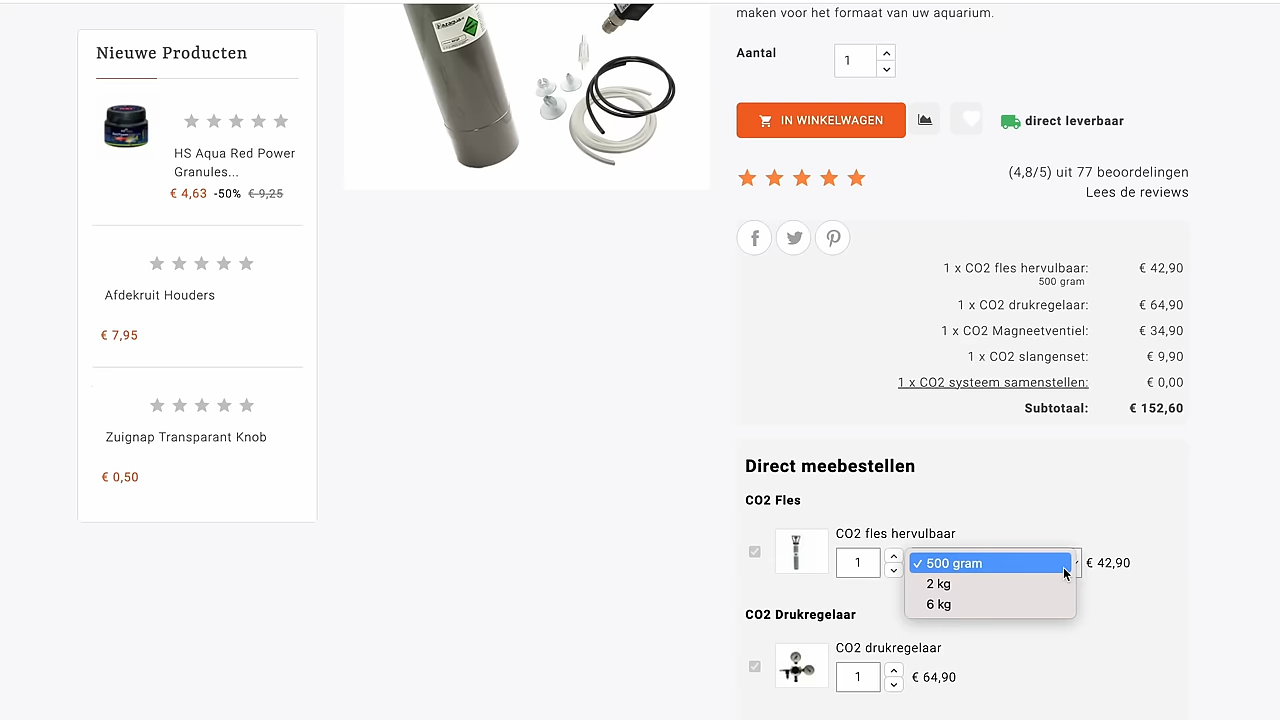 Nieuwe Producten
HS Aqua Red Power
Granules...
€ 4,63 -50% € 9,25
Afdekruit Houders
€ 7,95
Zuignap Transparant Knob
€ 0,50
maken voor het formaat van uw aquarium.
Aantal
1
IN WINKELWAGEN
direct leverbaar
(4,8/5) uit 77 beoordelingen
Lees de reviews
1 x CO2 fles hervulbaar: € 42,90
500 gram
1 x CO2 drukregelaar: € 64,90
1 x CO2 Magneetventiel: € 34,90
1 x CO2 slangenset: € 9,90
1 x CO2 systeem samenstellen: € 0,00
Subtotaal: € 152,60
Direct meebestellen
CO2 Fles
CO2 fles hervulbaar
1
✓ 500 gram
€ 42,90
2 kg
6 kg
CO2 Drukregelaar
CO2 drukregelaar
1
€ 64,90